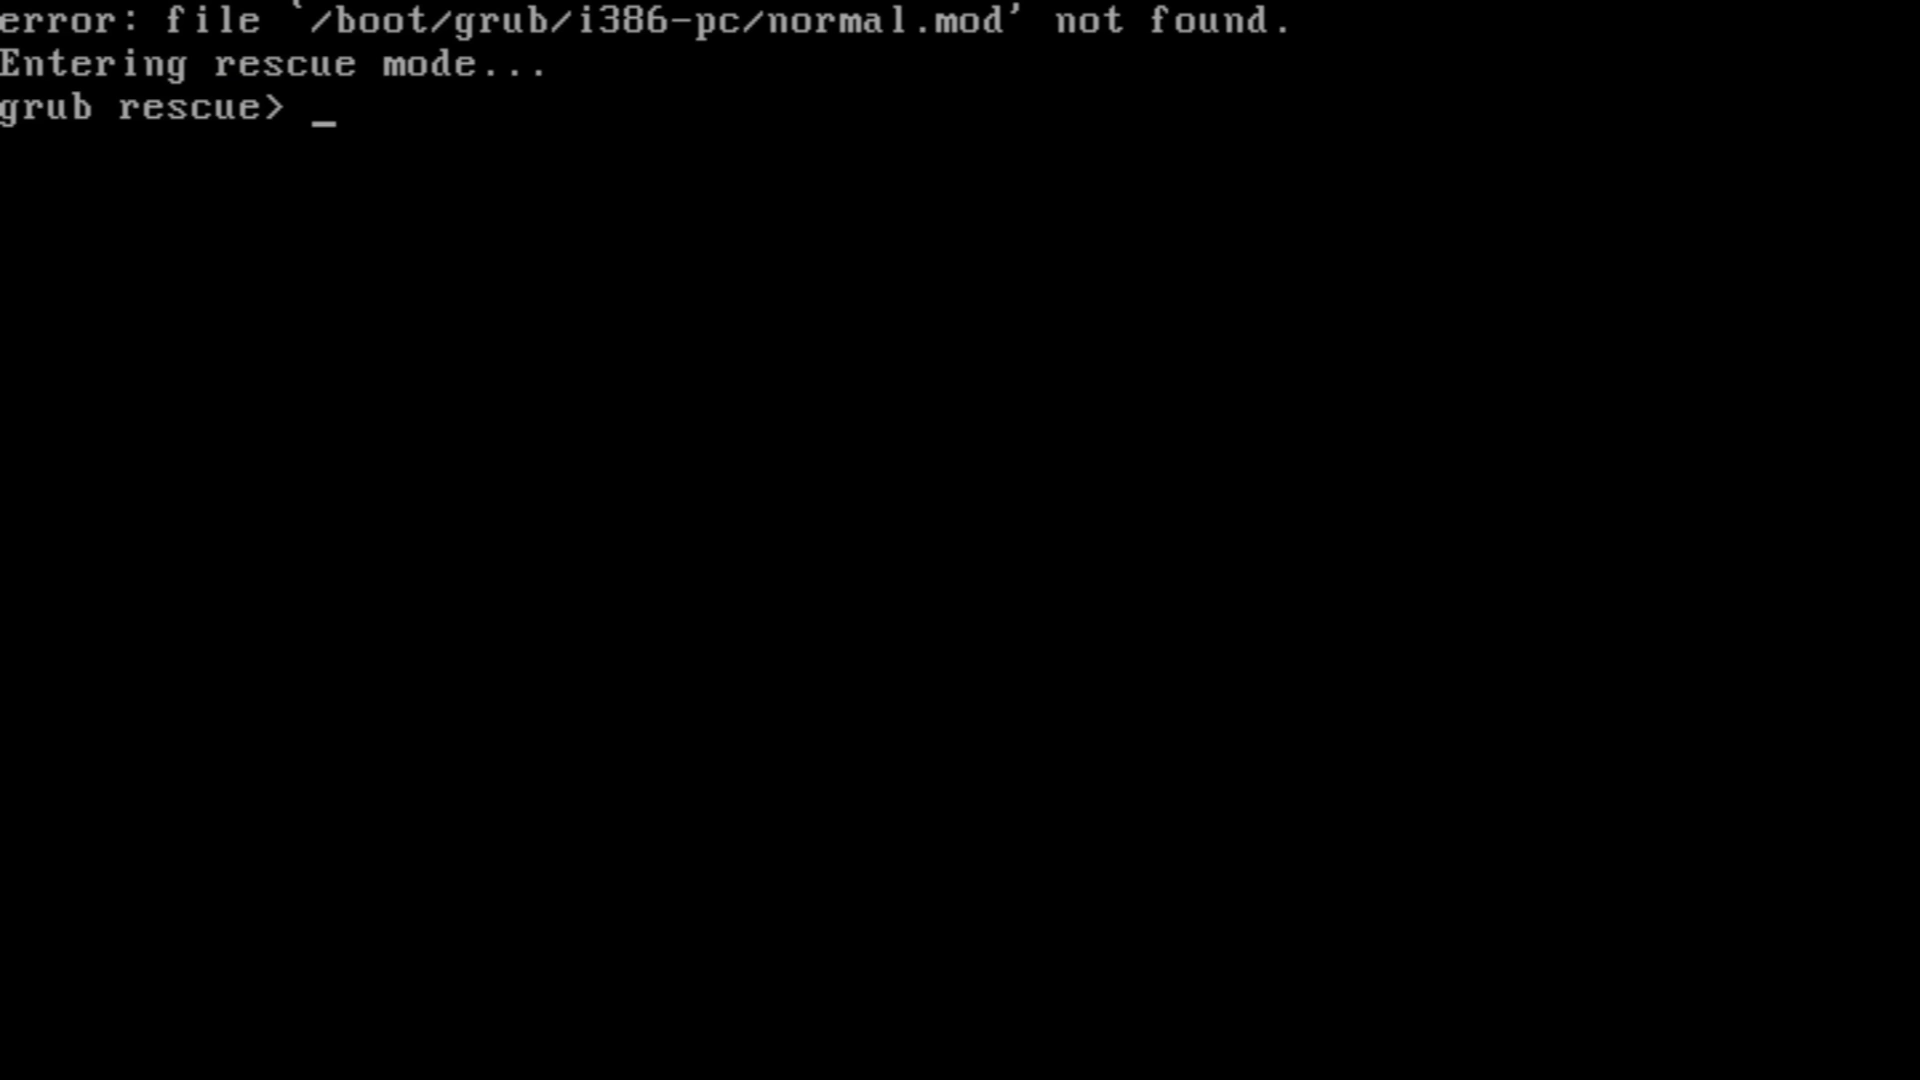 error: file `/boot/grub/i386-pc/normal.mod' not found.
Entering rescue mode...
grub rescue> _